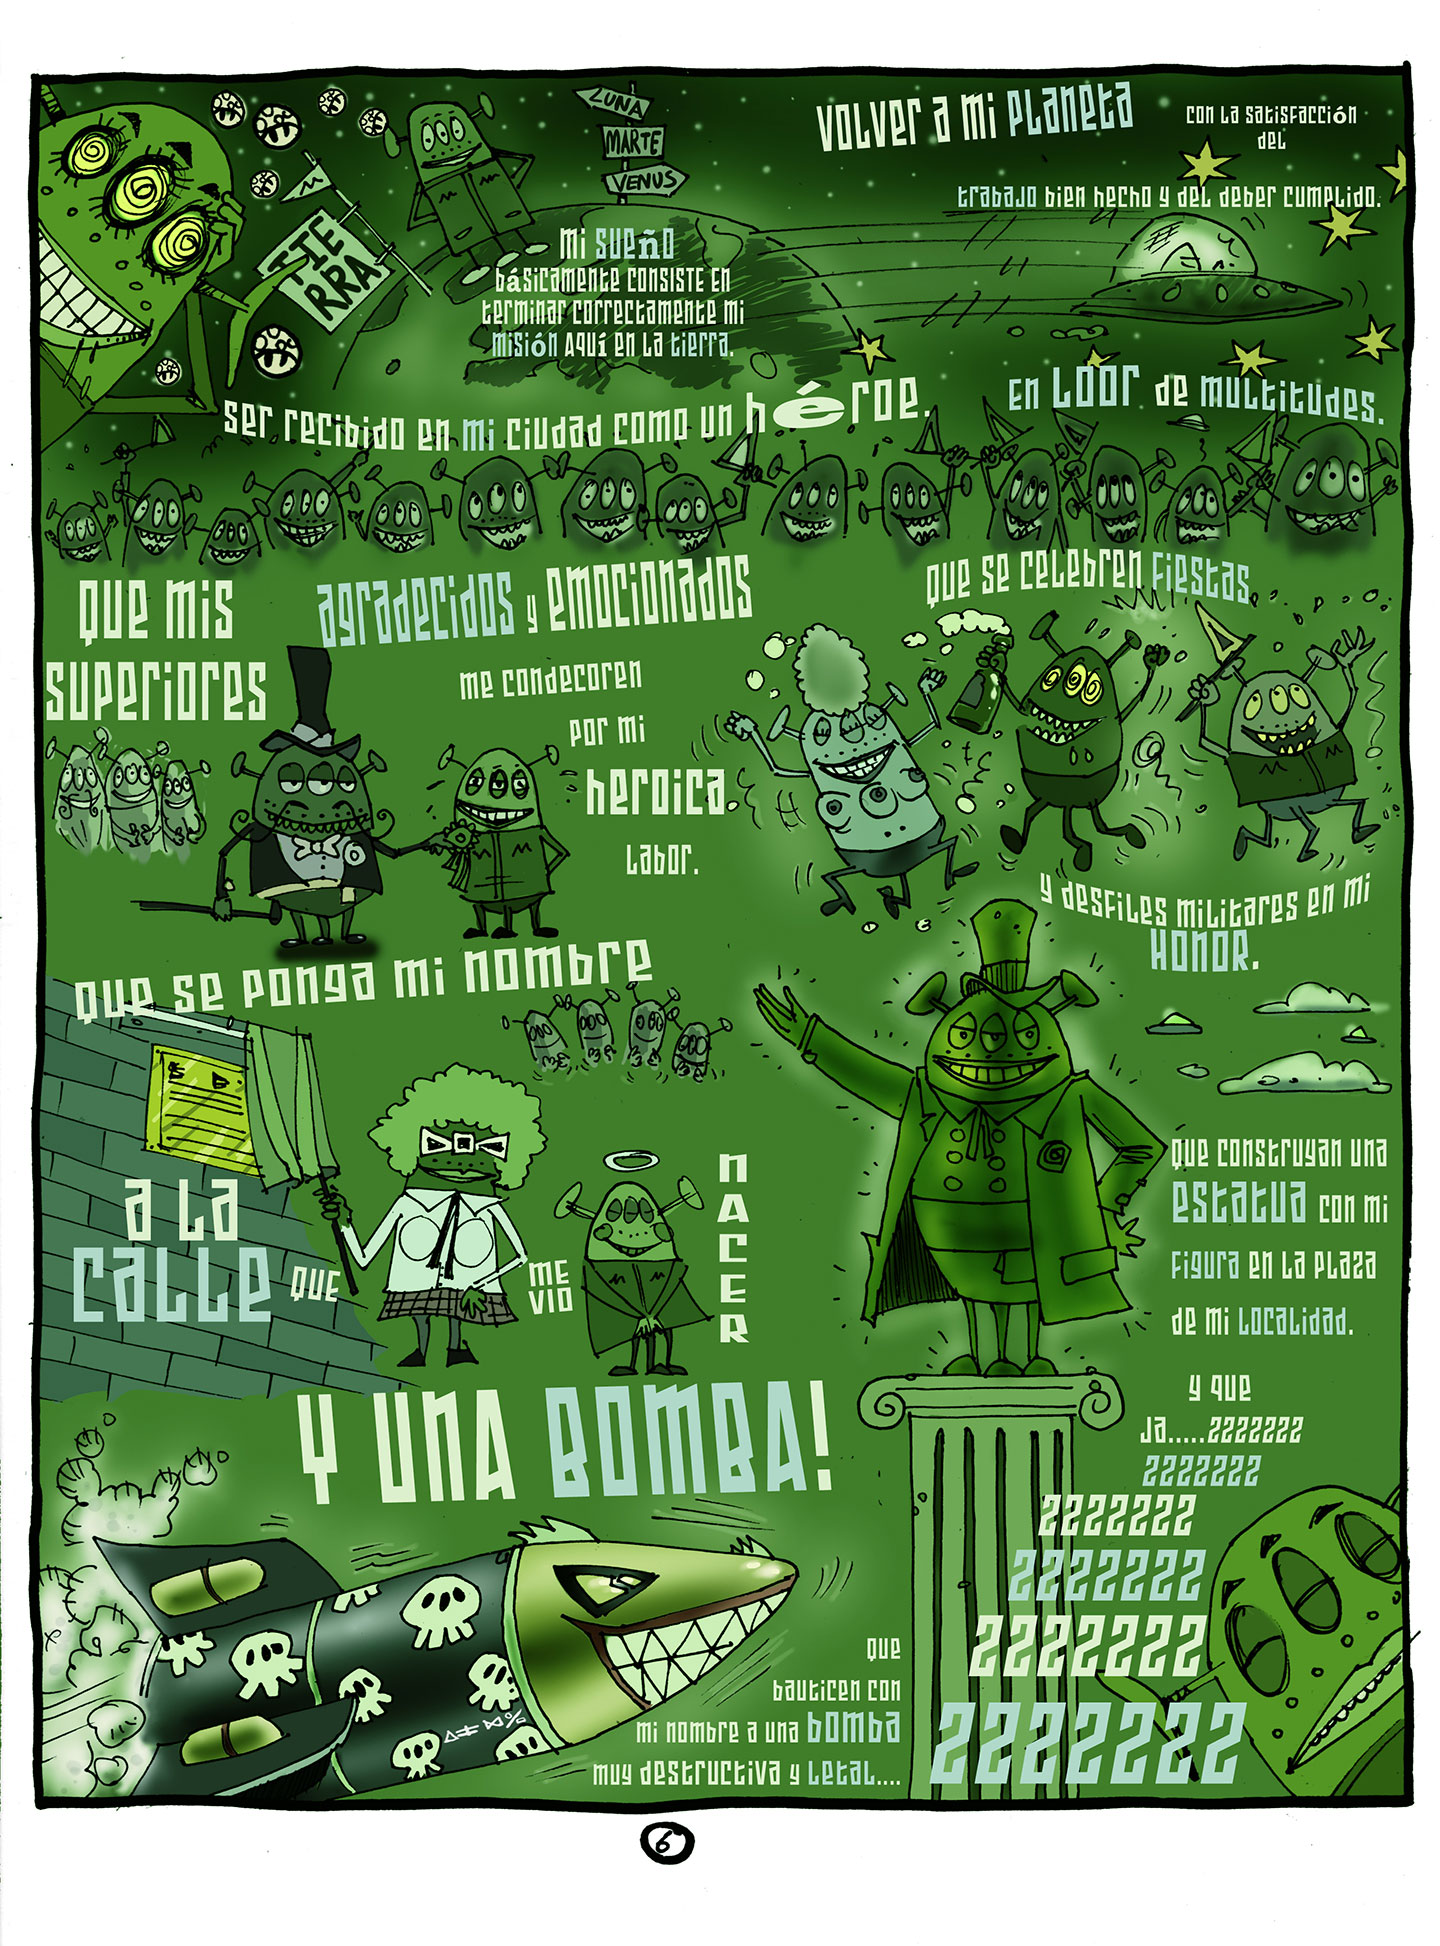 LUNA
MARTE
VENUS
TIE
RRA
Mi sueño
básicamente consiste en
terminar correctamente mi
misión aquí en la tierra.
Volver a mi planeta
con la satisfacción
del
trabajo bien hecho y del deber cumplido.
ser recibido en mi ciudad como un héroe.
En loor de multitudes.
Que mis
superiores
agradecidos y emocionados
me condecoren
por mi
heroica
labor.
Que se celebren fiestas
y desfiles militares en mi
honor.
Que se ponga mi nombre
a la
calle
que
me
vio
nacer
Que construyan una
estatua con mi
figura en la plaza
de mi localidad.
Y una bomba!
que
bauticen con
mi nombre a una bomba
muy destructiva y letal....
y que
ja.....zzzzzzz
zzzzzzz
zzzzzzz
zzzzzzz
zzzzzzz
zzzzzzz
6